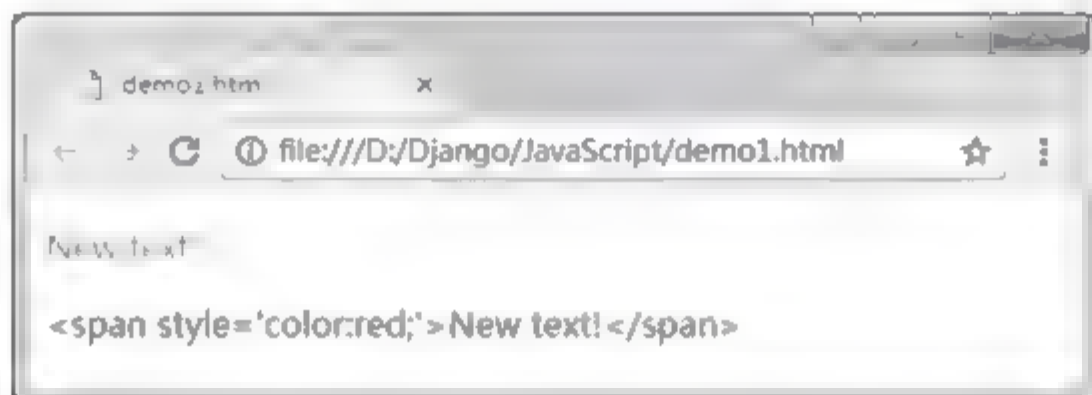 demo1.htm ×
file:///D:/Django/JavaScript/demo1.html
New text
<span style='color:red;'>New text!</span>